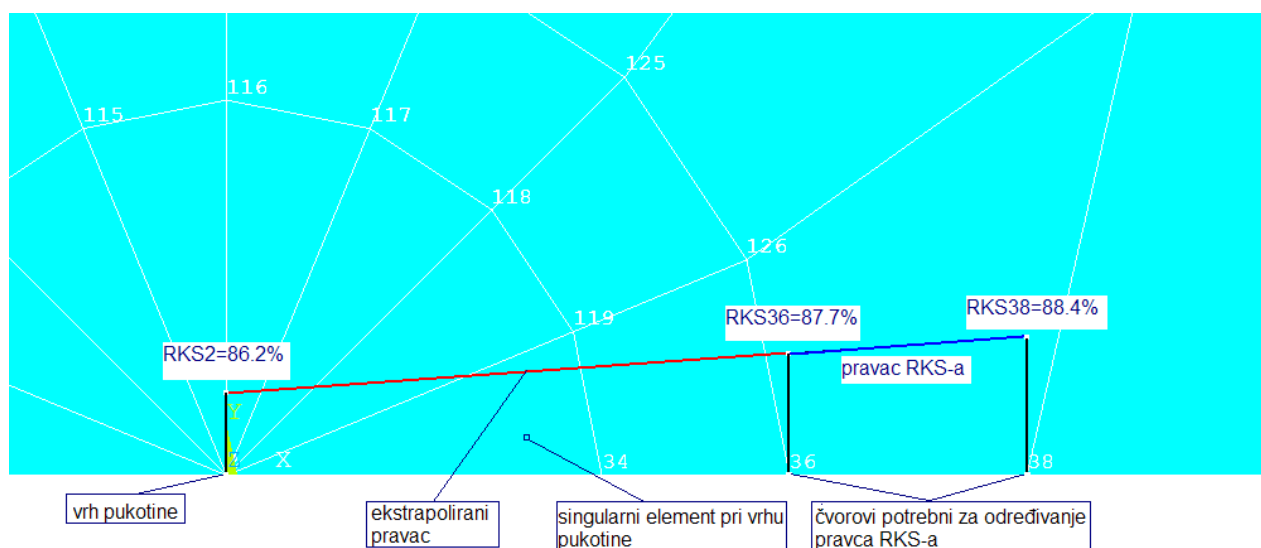 125
116
115
117
118
126
119
RKS2=86.2%
RKS36=87.7%
RKS38=88.4%
pravac RKS-a
Y
Z
X
34
36
38
vrh pukotine
ekstrapolirani
pravac
singularni element pri vrhu
pukotine
čvorovi potrebni za određivanje
pravca RKS-a